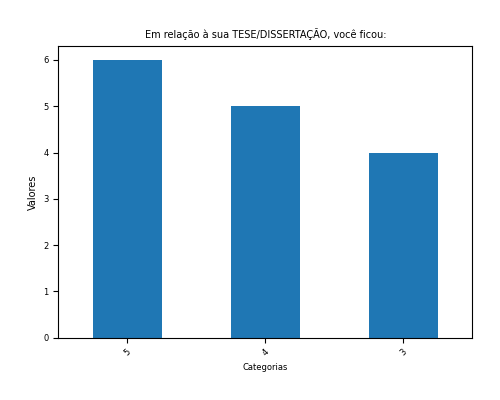 Em relação à sua TESE/DISSERTAÇÃO, você ficou:
6
5
4
3
2
1
0
Valores
5 4 3
Categorias